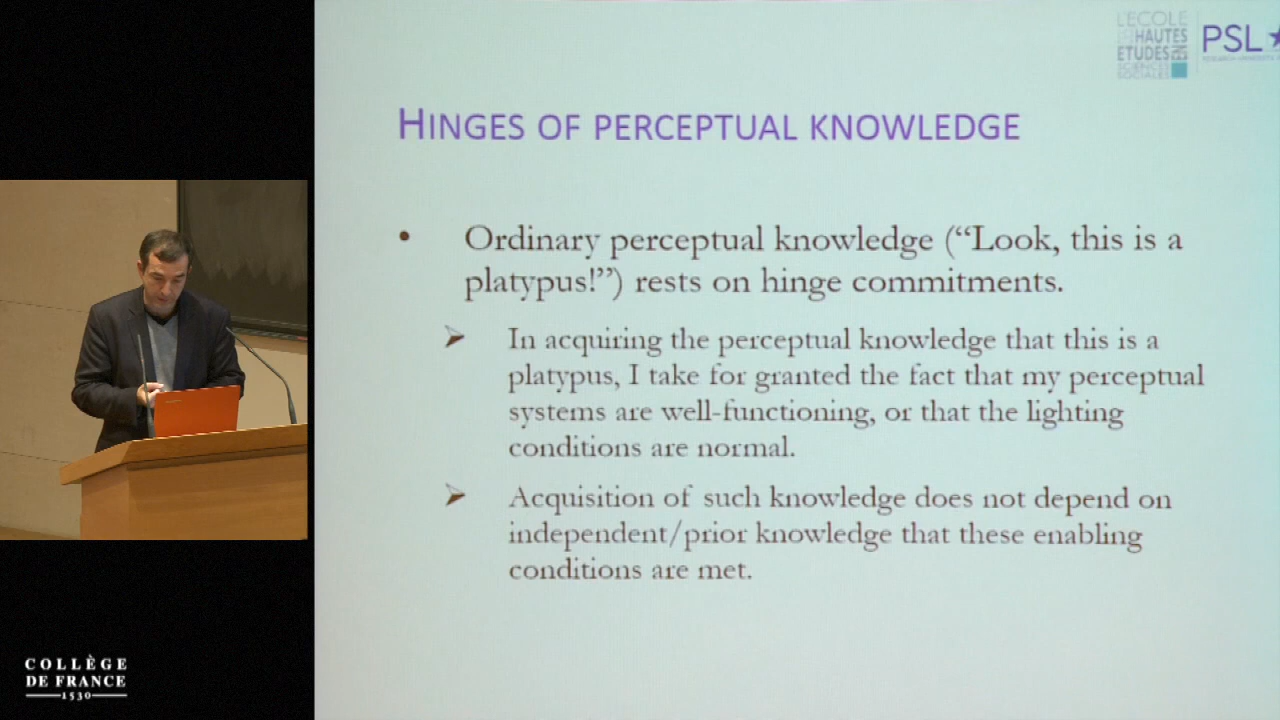 L'ECOLE
HAUTES
ETUDES
SCIENCES
SOCIALES
PSL
HINGES OF PERCEPTUAL KNOWLEDGE
• Ordinary perceptual knowledge (“Look, this is a
platypus!”) rests on hinge commitments.
➢ In acquiring the perceptual knowledge that this is a
platypus, I take for granted the fact that my perceptual
systems are well-functioning, or that the lighting
conditions are normal.
➢ Acquisition of such knowledge does not depend on
independent/prior knowledge that these enabling
conditions are met.
COLLÈGE
DE FRANCE
1530